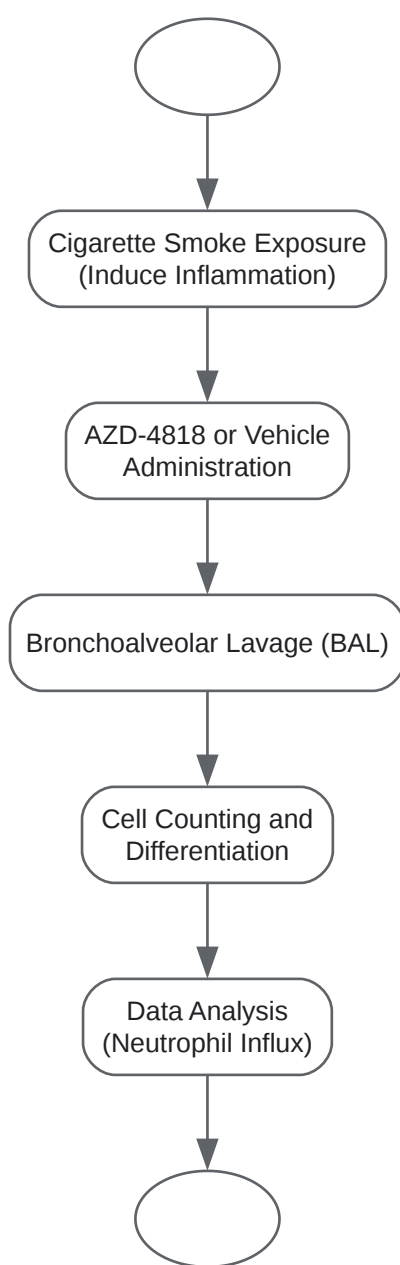 Cigarette Smoke Exposure
(Induce Inflammation)
AZD-4818 or Vehicle
Administration
Bronchoalveolar Lavage (BAL)
Cell Counting and
Differentiation
Data Analysis
(Neutrophil Influx)